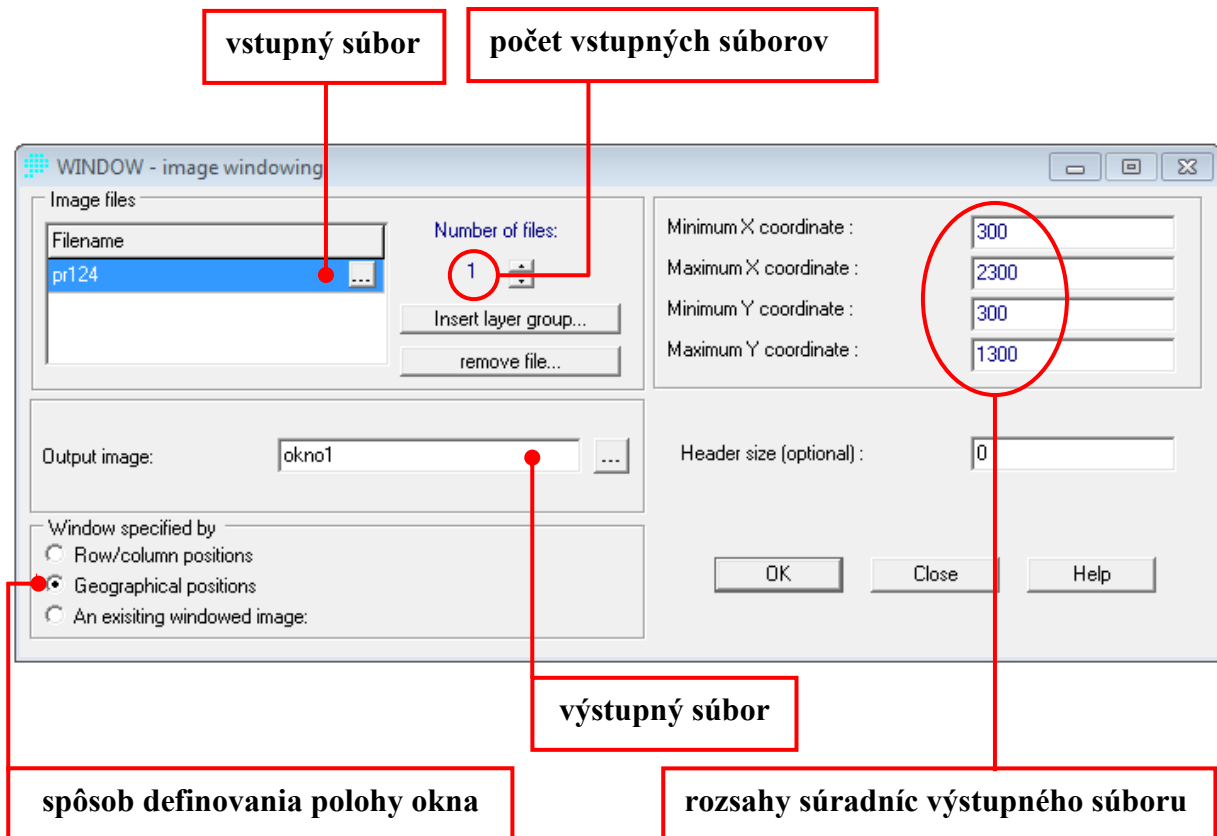 vstupný súbor
počet vstupných súborov
WINDOW - image windowing
Image files
Filename
pr124
...
Number of files:
1
Insert layer group...
remove file...
Minimum X coordinate :
300
Maximum X coordinate :
2300
Minimum Y coordinate :
300
Maximum Y coordinate :
1300
Output image:
okno1
...
Header size (optional) :
0
Window specified by
Row/column positions
Geographical positions
An exisiting windowed image:
OK
Close
Help
výstupný súbor
spôsob definovania polohy okna
rozsahy súradníc výstupného súboru